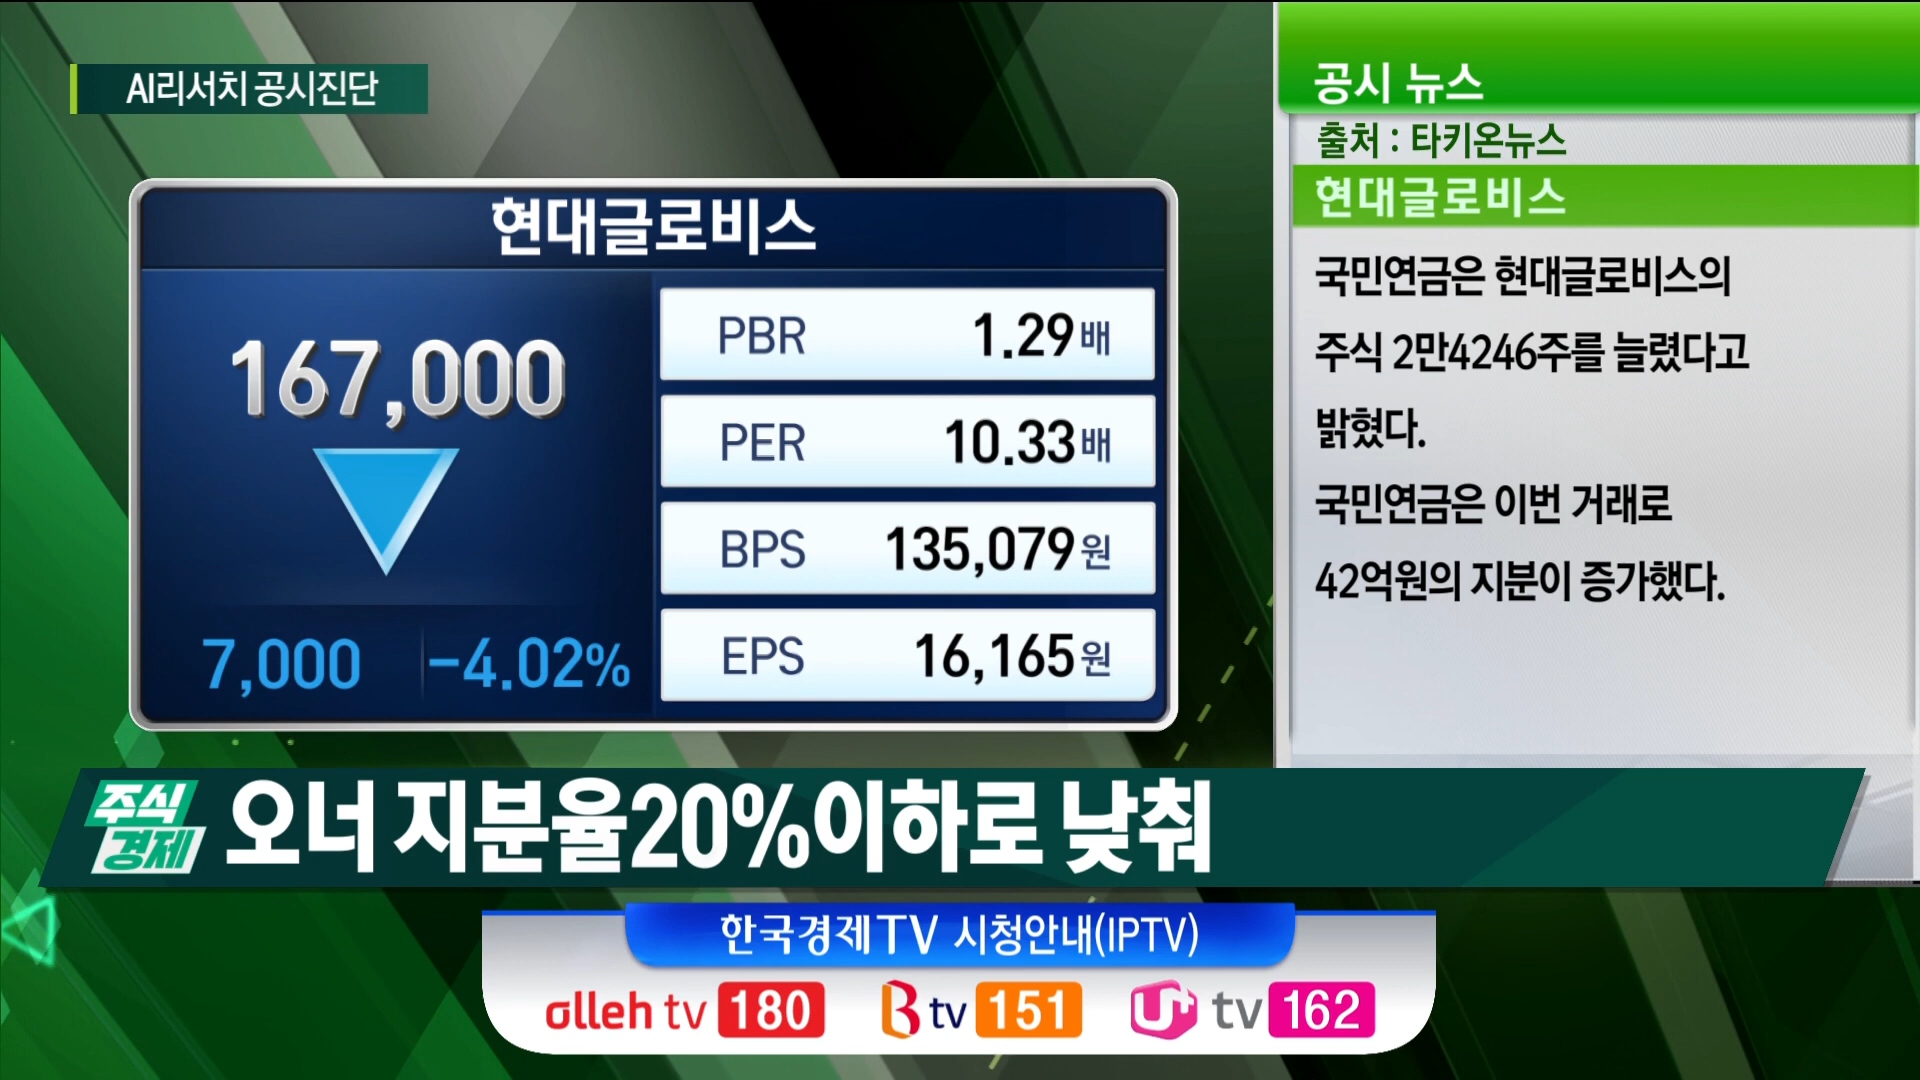 AI리서치 공시진단
현대글로비스
167,000
7,000 -4.02%
PBR 1.29배
PER 10.33배
BPS 135,079원
EPS 16,165원
공시 뉴스
출처 : 타키온뉴스
현대글로비스
국민연금은 현대글로비스의
주식 2만4246주를 늘렸다고
밝혔다.
국민연금은 이번 거래로
42억원의 지분이 증가했다.
주식
경제
오너 지분율20%이하로 낮춰
한국경제TV 시청안내(IPTV)
olleh tv 180 B tv 151 U+ tv 162